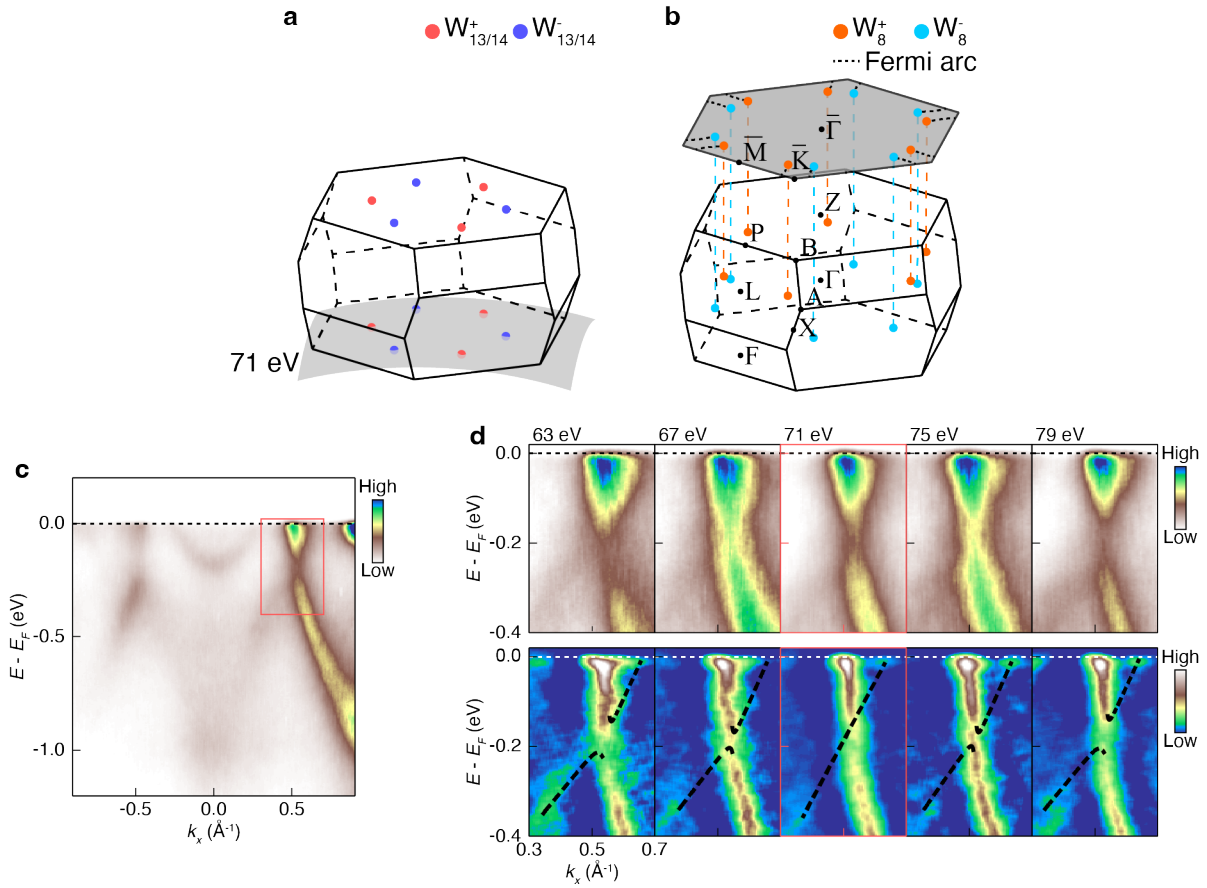 a
W+13/14 W-13/14
71 eV
b
W+8 W-8
Fermi arc
Γ̅
M̅
K̅
Z
P
B
L
Γ
A
X
F
c
High
Low
0.0
-0.5
-1.0
E - EF (eV)
-0.5 0.0 0.5
kx (Å-1)
d
63 eV 67 eV 71 eV 75 eV 79 eV
High
Low
0.0
-0.2
-0.4
E - EF (eV)
High
Low
0.0
-0.2
-0.4
E - EF (eV)
0.3 0.5 0.7
kx (Å-1)